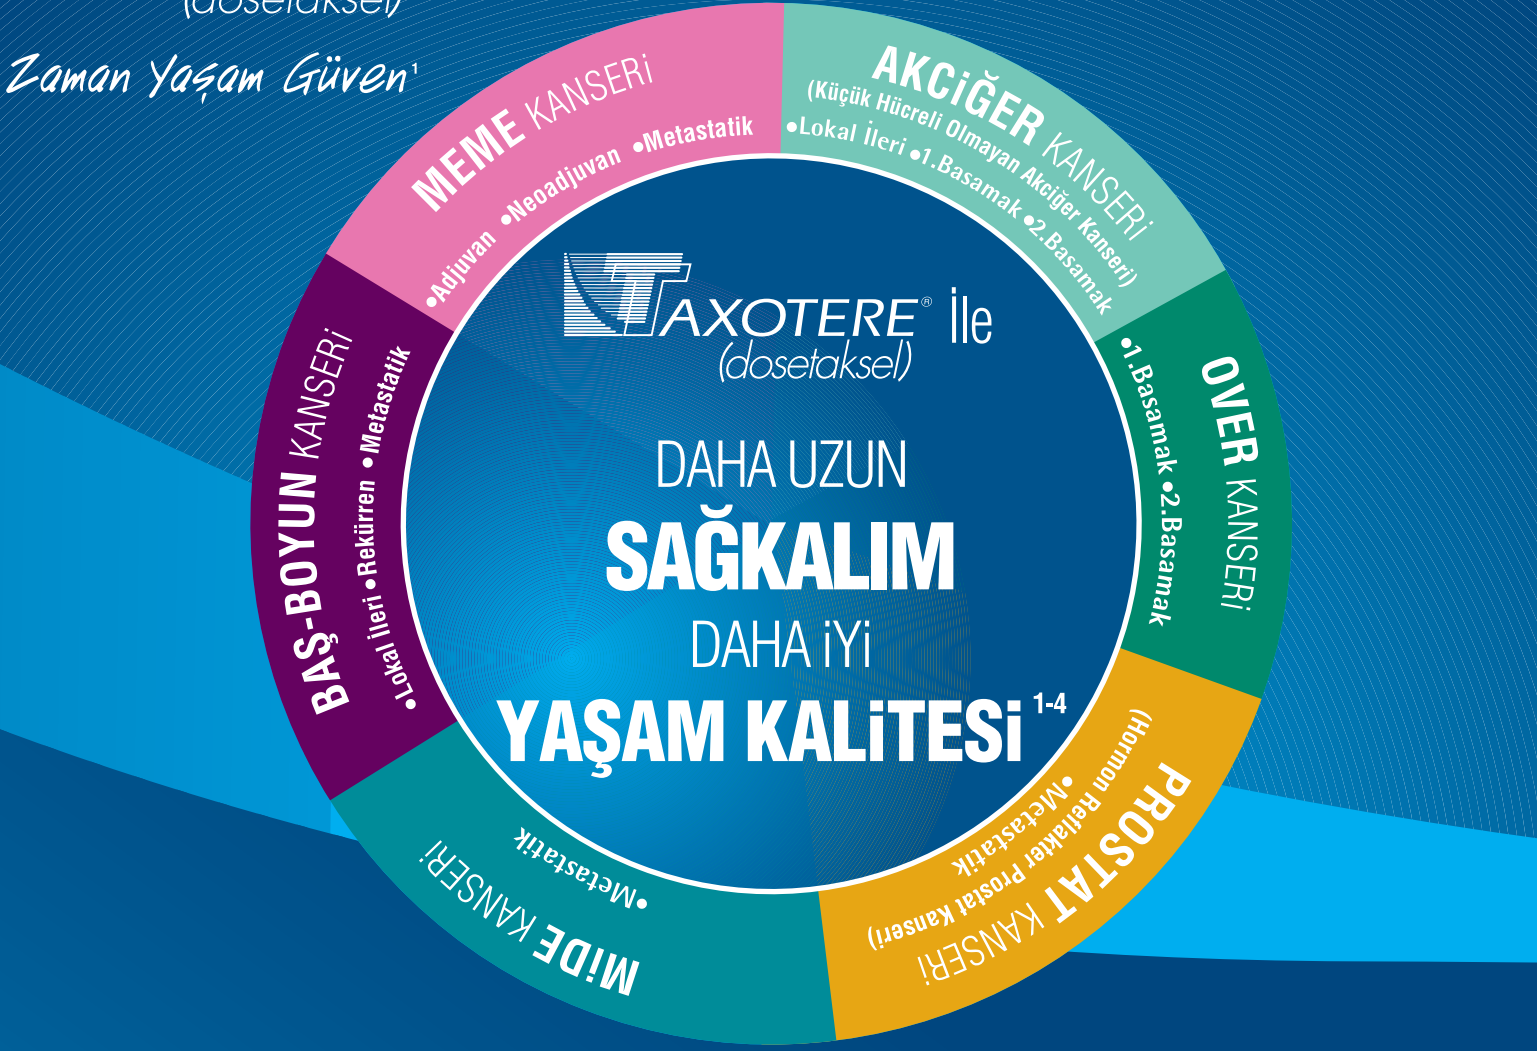 (dosetaksel)
Zaman Yaşam Güven¹
MEME KANSERİ
•Adjuvan •Neoadjuvan •Metastatik
AKCİĞER KANSERİ
(Küçük Hücreli Olmayan Akciğer Kanseri)
•Lokal İleri •1.Basamak •2.Basamak
OVER KANSERİ
•1.Basamak •2.Basamak
PROSTAT KANSERİ
(Hormon Reflakter Prostat Kanseri)
•Metastatik
MİDE KANSERİ
•Metastatik
BAŞ-BOYUN KANSERİ
•Lokal İleri •Rekürren •Metastatik
TAXOTERE® İle
(dosetaksel)
DAHA UZUN
SAĞKALIM
DAHA İYİ
YAŞAM KALİTESİ 1-4